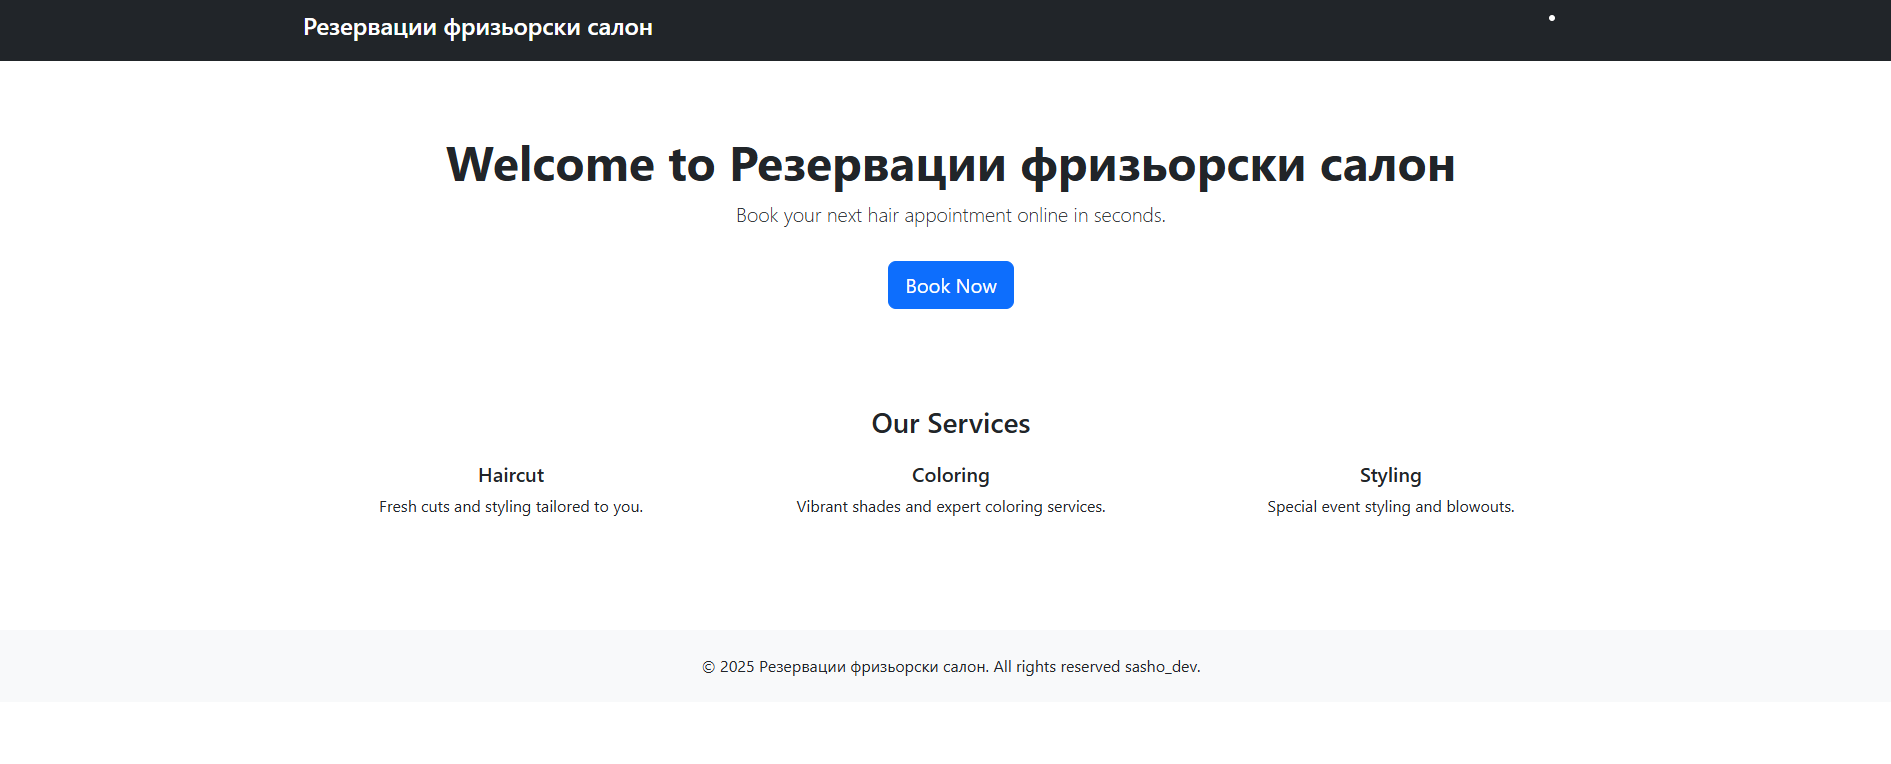 Резервации фризьорски салон
Welcome to Резервации фризьорски салон
Book your next hair appointment online in seconds.
Book Now
Our Services
Haircut
Fresh cuts and styling tailored to you.
Coloring
Vibrant shades and expert coloring services.
Styling
Special event styling and blowouts.
© 2025 Резервации фризьорски салон. All rights reserved sasho_dev.